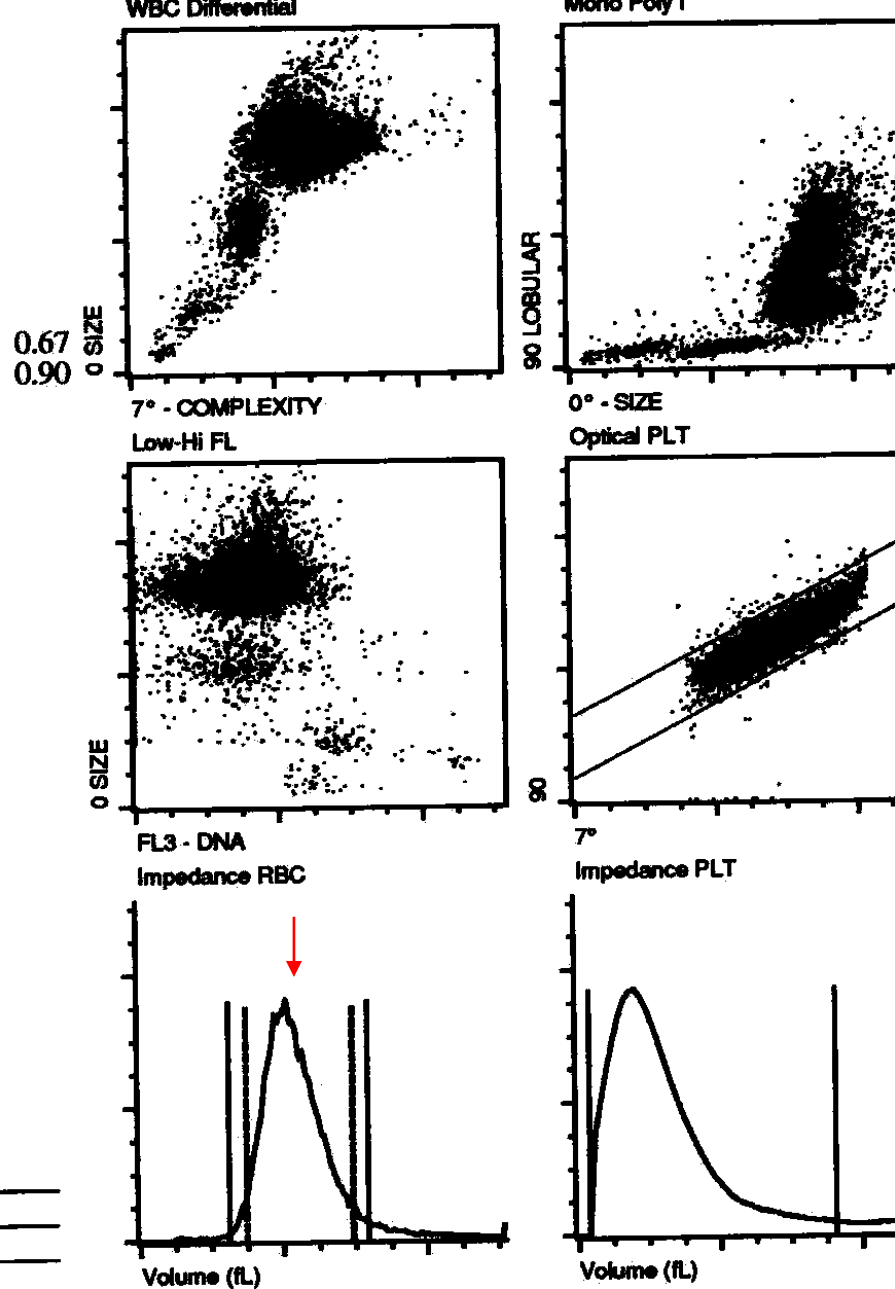 WBC Differential
Mono Poly I
0.67
0.90
0 SIZE
90 LOBULAR
7° - COMPLEXITY
0° - SIZE
Low-Hi FL
Optical PLT
0 SIZE
90
FL3 - DNA
7°
Impedance RBC
Impedance PLT
Volume (fL)
Volume (fL)